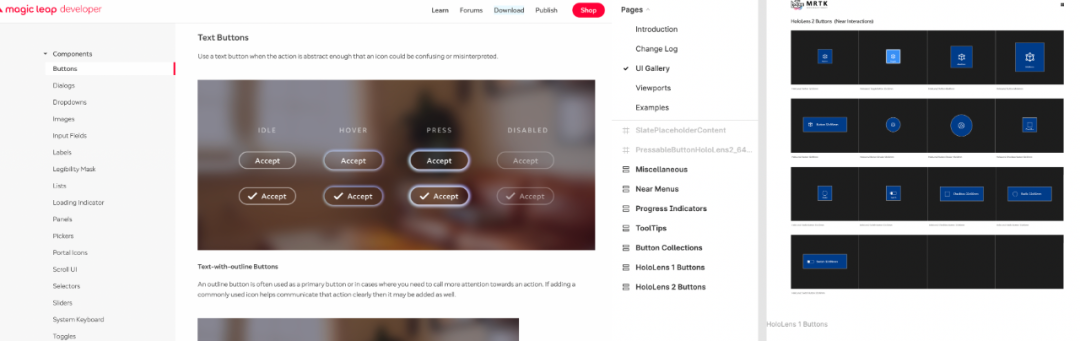 magic leap developer
Learn
Forums
Download
Publish
Shop
Components
Buttons
Dialogs
Dropdowns
Images
Input Fields
Labels
Legibility Mask
Lists
Loading Indicator
Panels
Pickers
Portal Icons
Scroll UI
Selectors
Sliders
System Keyboard
Toggles
Text Buttons
Use a text button when the action is abstract enough that an icon could be confusing or misinterpreted.
IDLE HOVER PRESS DISABLED
Accept Accept Accept Accept
Accept Accept Accept Accept
Text-with-outline Buttons
An outline button is often used as a primary button or in cases where you need to call more attention towards an action. If adding a
commonly used icon helps communicate that action clearly then it may be added as well.
Pages
Introduction
Change Log
UI Gallery
Viewports
Examples
SlatePlaceholderContent
PressableButtonHoloLens2_64...
Miscellaneous
Near Menus
Progress Indicators
ToolTips
Button Collections
HoloLens 1 Buttons
HoloLens 2 Buttons
MRTK
HoloLens 2 Buttons (Near Interactions)
HoloLens 1 Buttons